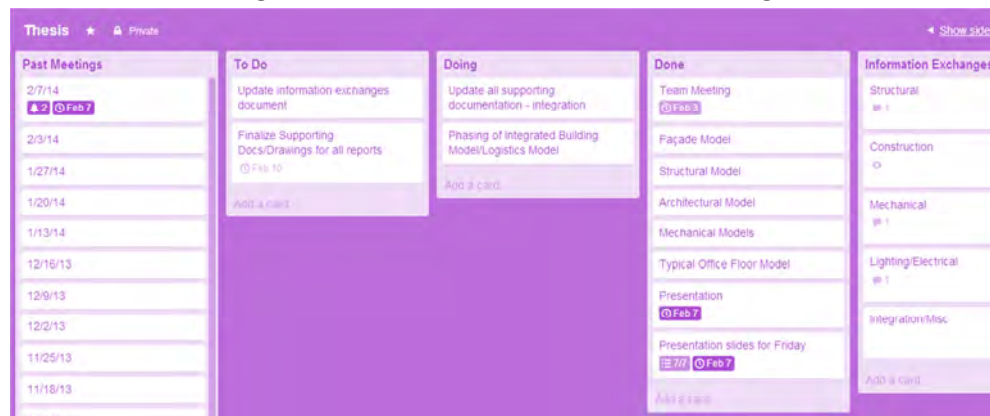 Thesis ★ Private
◄ Show side
Past Meetings
2/7/14
2 Feb 7
2/3/14
1/27/14
1/20/14
1/13/14
12/16/13
12/9/13
12/2/13
11/25/13
11/18/13
To Do
Update information exchanges
document
Finalize Supporting
Docs/Drawings for all reports
Feb 10
Add a card...
Doing
Update all supporting
documentation - integration
Phasing of Integrated Building
Model/Logistics Model
Add a card...
Done
Team Meeting
Feb 3
Façade Model
Structural Model
Architectural Model
Mechanical Models
Typical Office Floor Model
Presentation
Feb 7
Presentation slides for Friday
7/7 Feb 7
Add a card...
Information Exchanges
Structural
1
Construction
Mechanical
1
Lighting/Electrical
1
Integration/Misc
Add a card...